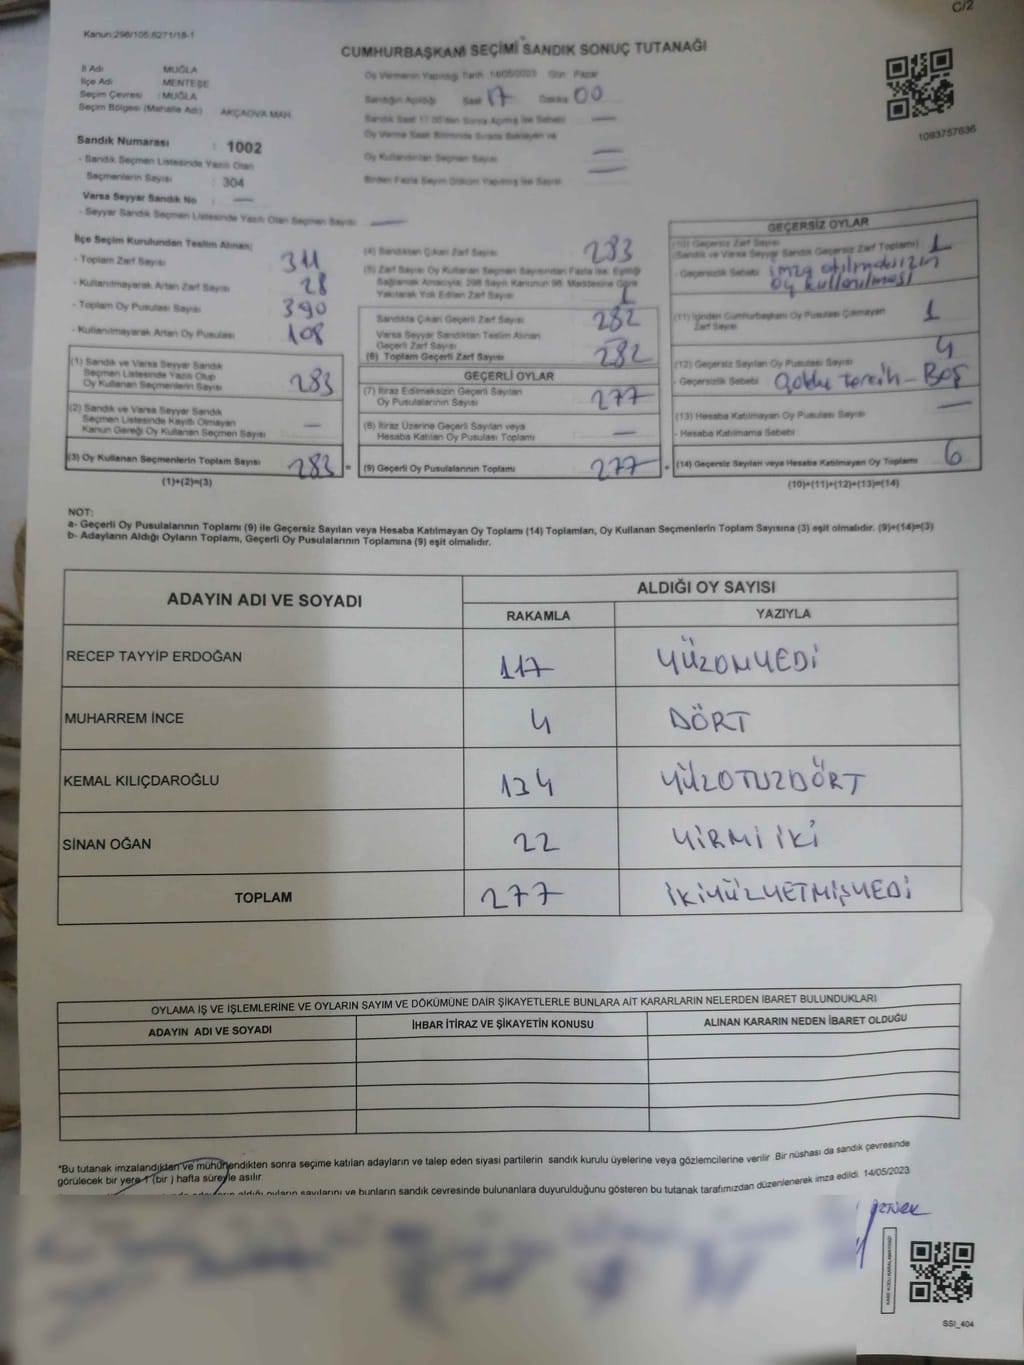 C/2
Kanun:298/105,6271/18-1
CUMHURBAŞKANI SEÇİMİ SANDIK SONUÇ TUTANAĞI
İl Adı MUĞLA
İlçe Adı MENTEŞE
Seçim Çevresi : MUĞLA
Seçim Bölgesi (Mahalle Adı) AKÇAOVA MAH
Sandık Numarası : 1002
- Sandık Seçmen Listesinde Yazılı Olan
Seçmenlerin Sayısı : 304
Varsa Seyyar Sandık No —
- Seyyar Sandık Seçmen Listesinde Yazılı Olan Seçmen Sayısı —
Oy Vermenin Yapıldığı Tarih 14/05/2023 Gün Pazar
Sandığın Açıldığı Saat 17 Dakika 00
Sandık Saat 17.00'den Sonra Açılmış İse Sebebi —
Oy Verme Saati Bitiminde Sırada Bekleyen ve
Oy Kullandırılan Seçmen Sayısı —
Birden Fazla Sayım Döküm Yapılmış İse Sayısı —
1093757636
İlçe Seçim Kurulundan Teslim Alınan;
- Toplam Zarf Sayısı 311
- Kullanılmayarak Artan Zarf Sayısı 28
- Toplam Oy Pusulası Sayısı 390
- Kullanılmayarak Artan Oy Pusulası 108
(1) Sandık ve Varsa Seyyar Sandık
Seçmen Listesinde Yazılı Olup
Oy Kullanan Seçmenlerin Sayısı 283
(2) Sandık ve Varsa Seyyar Sandık
Seçmen Listesinde Kayıtlı Olmayan
Kanun Gereği Oy Kullanan Seçmen Sayısı —
(3) Oy Kullanan Seçmenlerin Toplam Sayısı 283 =
(1)+(2)=(3)
(4) Sandıktan Çıkan Zarf Sayısı 283
(5) Zarf Sayısı Oy Kullanan Seçmen Sayısından Fazla İse, Eşitliği
Sağlamak Amacıyla, 298 Sayılı Kanunun 98. Maddesine Göre
Yakılarak Yok Edilen Zarf Sayısı 1
Sandıkta Çıkan Geçerli Zarf Sayısı 282
Varsa Seyyar Sandıktan Teslim Alınan
Geçerli Zarf Sayısı
(6) Toplam Geçerli Zarf Sayısı 282
GEÇERLİ OYLAR
(7) İtiraz Edilmeksizin Geçerli Sayılan
Oy Pusulalarının Sayısı 277
(8) İtiraz Üzerine Geçerli Sayılan veya
Hesaba Katılan Oy Pusulası Toplamı —
(9) Geçerli Oy Pusulalarının Toplamı 277 +
GEÇERSİZ OYLAR
(10) Geçersiz Zarf Sayısı
(Sandık ve Varsa Seyyar Sandık Geçersiz Zarf Toplamı) 1
- Geçersizlik Sebebi imza atılmaksızın
oy kullanılması
(11) İçinden Cumhurbaşkanı Oy Pusulası Çıkmayan
Zarf Sayısı 1
(12) Geçersiz Sayılan Oy Pusulası Sayısı 4
- Geçersizlik Sebebi Çoklu Tercih - Boş
(13) Hesaba Katılmayan Oy Pusulası Sayısı —
- Hesaba Katılmama Sebebi
(14) Geçersiz Sayılan veya Hesaba Katılmayan Oy Toplamı 6
(10)+(11)+(12)+(13)=(14)
NOT:
a- Geçerli Oy Pusulalarının Toplamı (9) ile Geçersiz Sayılan veya Hesaba Katılmayan Oy Toplamı (14) Toplamları, Oy Kullanan Seçmenlerin Toplam Sayısına (3) eşit olmalıdır. (9)+(14)=(3)
b- Adayların Aldığı Oyların Toplamı, Geçerli Oy Pusulalarının Toplamına (9) eşit olmalıdır.
ADAYIN ADI VE SOYADI
ALDIĞI OY SAYISI
RAKAMLA YAZIYLA
RECEP TAYYİP ERDOĞAN 117 YÜZONYEDİ
MUHARREM İNCE 4 DÖRT
KEMAL KILIÇDAROĞLU 134 YÜZOTUZDÖRT
SİNAN OĞAN 22 YİRMİ İKİ
TOPLAM 277 İKİYÜZYETMİŞYEDİ
OYLAMA İŞ VE İŞLEMLERİNE VE OYLARIN SAYIM VE DÖKÜMÜNE DAİR ŞİKAYETLERLE BUNLARA AİT KARARLARIN NELERDEN İBARET BULUNDUKLARI
ADAYIN ADI VE SOYADI İHBAR İTİRAZ VE ŞİKAYETİN KONUSU ALINAN KARARIN NEDEN İBARET OLDUĞU
*Bu tutanak imzalandıktan ve mühürlendikten sonra seçime katılan adayların ve talep eden siyasi partilerin sandık kurulu üyelerine veya gözlemcilerine verilir. Bir nüshası da sandık çevresinde
görülecek bir yere 1 (bir ) hafta süreyle asılır.
aldığı oyların sayılarını ve bunların sandık çevresinde bulunanlara duyurulduğunu gösteren bu tutanak tarafımızdan düzenlenerek imza edildi. 14/05/2023
SSİ_404